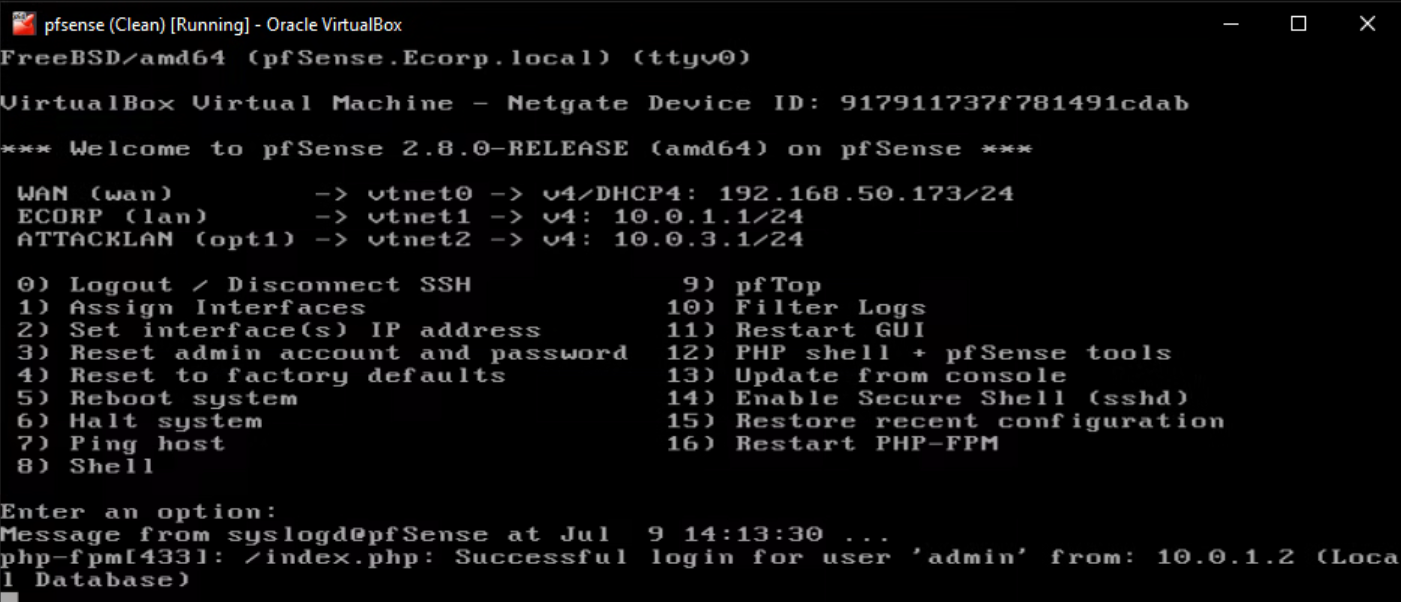 pfsense (Clean) [Running] - Oracle VirtualBox
FreeBSD/amd64 (pfSense.Ecorp.local) (ttyv0)
VirtualBox Virtual Machine - Netgate Device ID: 917911737f781491cdab
*** Welcome to pfSense 2.8.0-RELEASE (amd64) on pfSense ***
WAN (wan) -> vtnet0 -> v4/DHCP4: 192.168.50.173/24
ECORP (lan) -> vtnet1 -> v4: 10.0.1.1/24
ATTACKLAN (opt1) -> vtnet2 -> v4: 10.0.3.1/24
0) Logout / Disconnect SSH 9) pfTop
1) Assign Interfaces 10) Filter Logs
2) Set interface(s) IP address 11) Restart GUI
3) Reset admin account and password 12) PHP shell + pfSense tools
4) Reset to factory defaults 13) Update from console
5) Reboot system 14) Enable Secure Shell (sshd)
6) Halt system 15) Restore recent configuration
7) Ping host 16) Restart PHP-FPM
8) Shell
Enter an option:
Message from syslogd@pfSense at Jul  9 14:13:30 ...
php-fpm[433]: /index.php: Successful login for user 'admin' from: 10.0.1.2 (Loca
l Database)